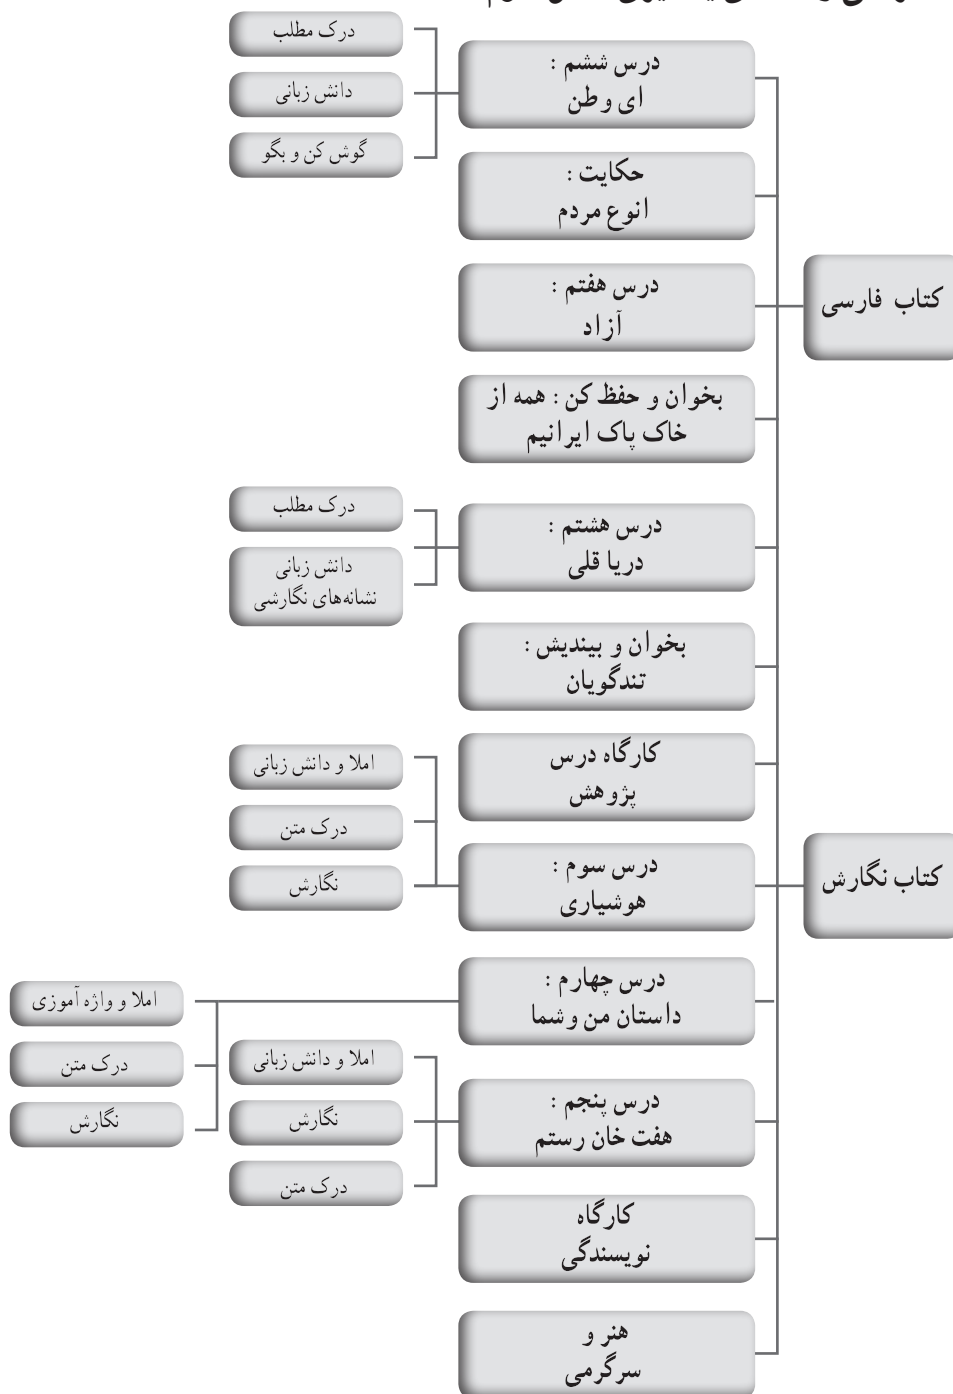 درک مطلب
درس ششم :
ای وطن
دانش زبانی
گوش کن و بگو
حکایت :
انوع مردم
کتاب فارسی
درس هفتم :
آزاد
بخوان و حفظ کن : همه از
خاک پاک ایرانیم
درس هشتم :
دریا قلی
درک مطلب
دانش زبانی
نشانه‌های نگارشی
بخوان و بیندیش :
تندگویان
کارگاه درس
پژوهش
کتاب نگارش
درس سوم :
هوشیاری
املا و دانش زبانی
درک متن
نگارش
درس چهارم :
داستان من وشما
املا و واژه آموزی
درک متن
نگارش
درس پنجم :
هفت خان رستم
املا و دانش زبانی
نگارش
درک متن
کارگاه
نویسندگی
هنر و
سرگرمی